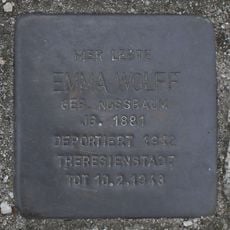 HIER LEBTE
EMMA WOLFF
GEB. NUSSBAUM
JG. 1881
DEPORTIERT 1942
THERESIENSTADT
TOT 10.2.1943